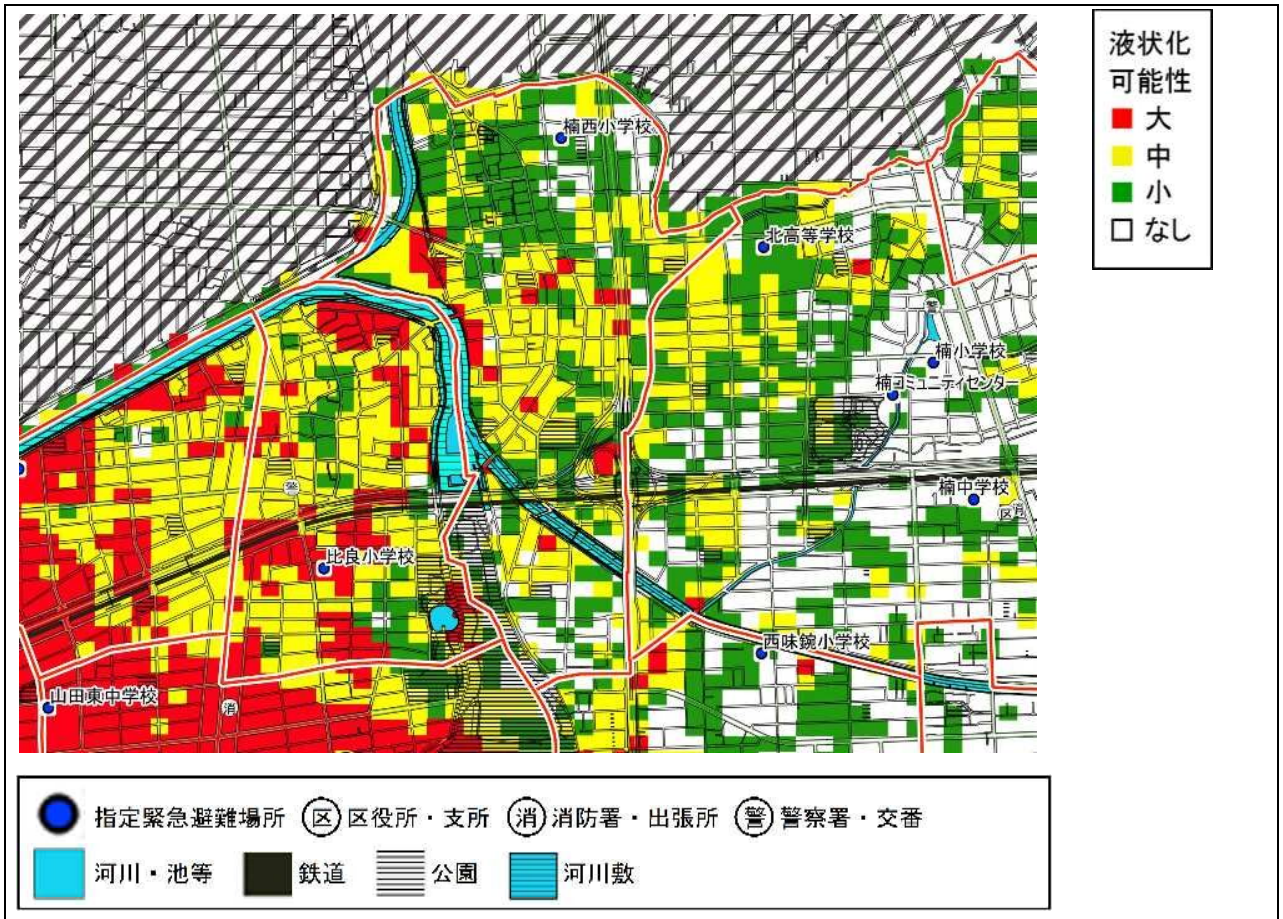 液状化
可能性
大
中
小
なし
楠西小学校
北高等学校
警
楠小学校
楠コミュニティセンター
警
楠中学校
区
消
比良小学校
西味鋺小学校
山田東中学校
消
指定緊急避難場所 区 区役所・支所 消 消防署・出張所 警 警察署・交番
河川・池等 鉄道 公園 河川敷